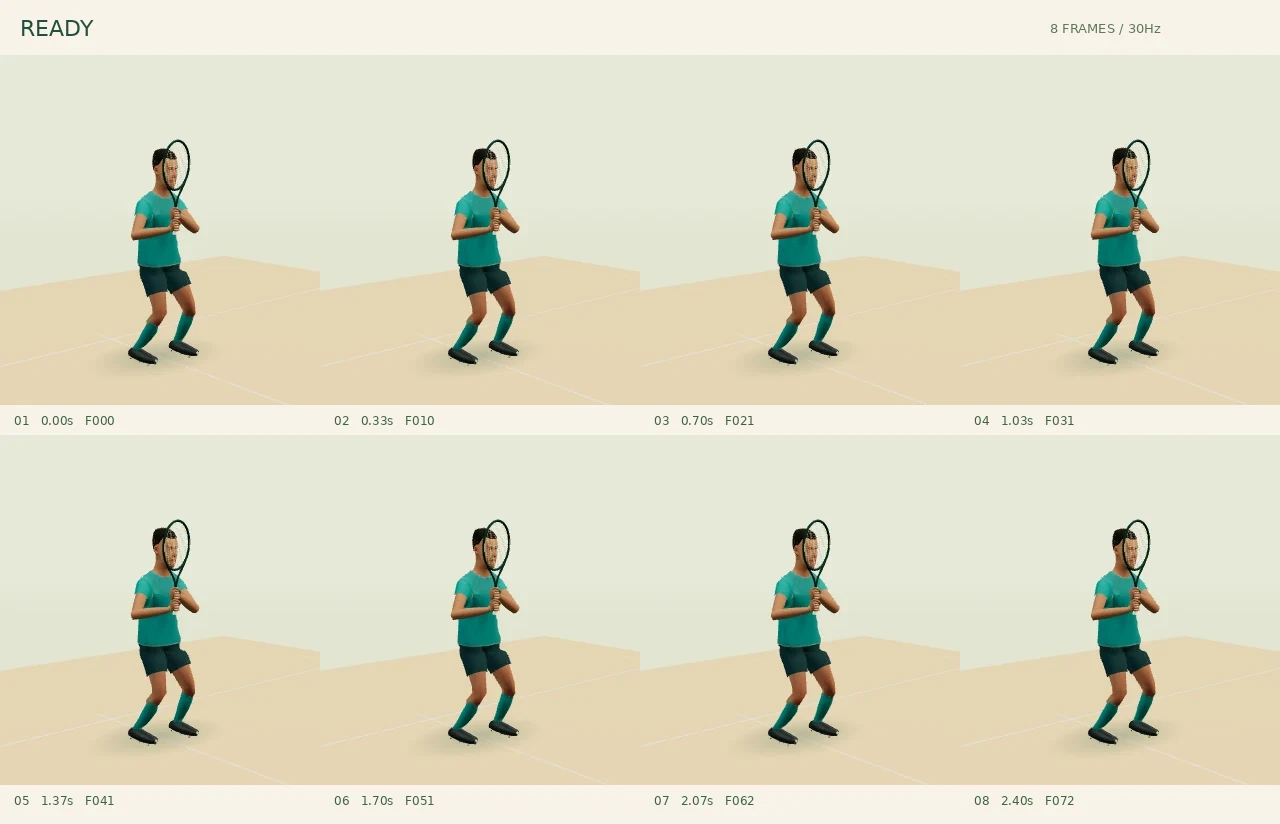 READY
8 FRAMES / 30Hz
01 0.00s F000
02 0.33s F010
03 0.70s F021
04 1.03s F031
05 1.37s F041
06 1.70s F051
07 2.07s F062
08 2.40s F072